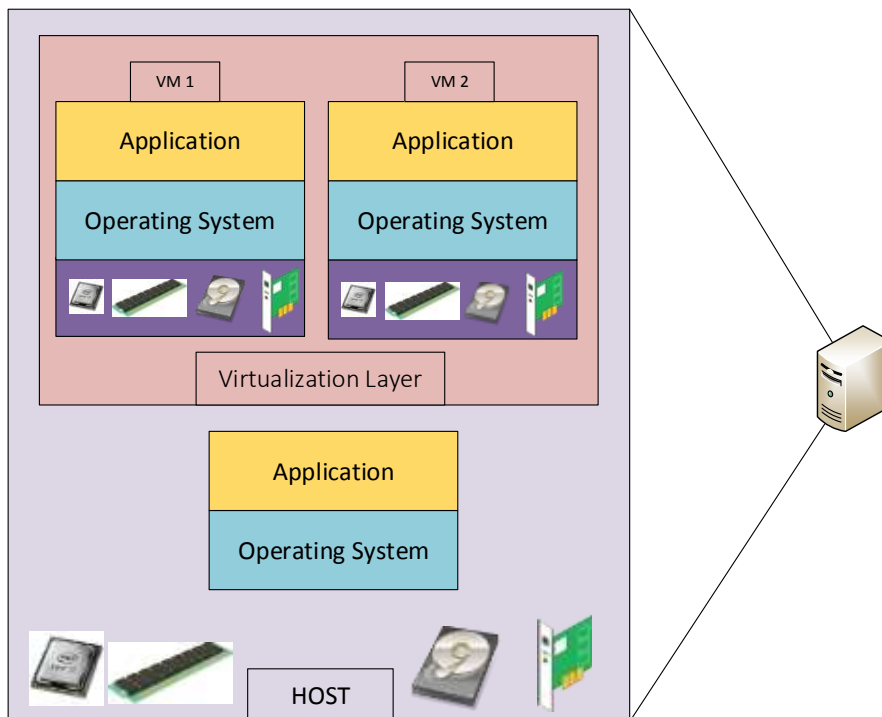 VM 1
VM 2
Application
Application
Operating System
Operating System
Virtualization Layer
Application
Operating System
HOST